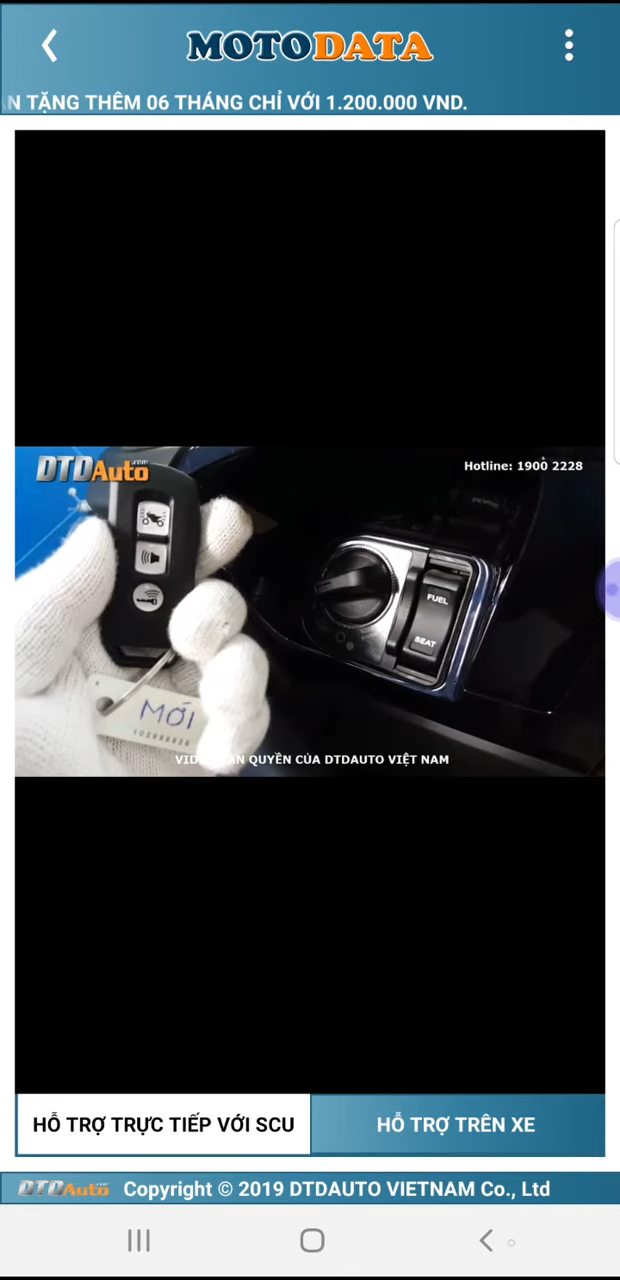 MOTODATA
N TẶNG THÊM 06 THÁNG CHỈ VỚI 1.200.000 VND.
DTDAuto.com
Hotline: 1900 2228
FUEL
SEAT
MỚI
QUYỀN CỦA DTDAUTO VIỆT NAM
HỖ TRỢ TRỰC TIẾP VỚI SCU
HỖ TRỢ TRÊN XE
DTDAuto.com Copyright © 2019 DTDAUTO VIETNAM Co., Ltd